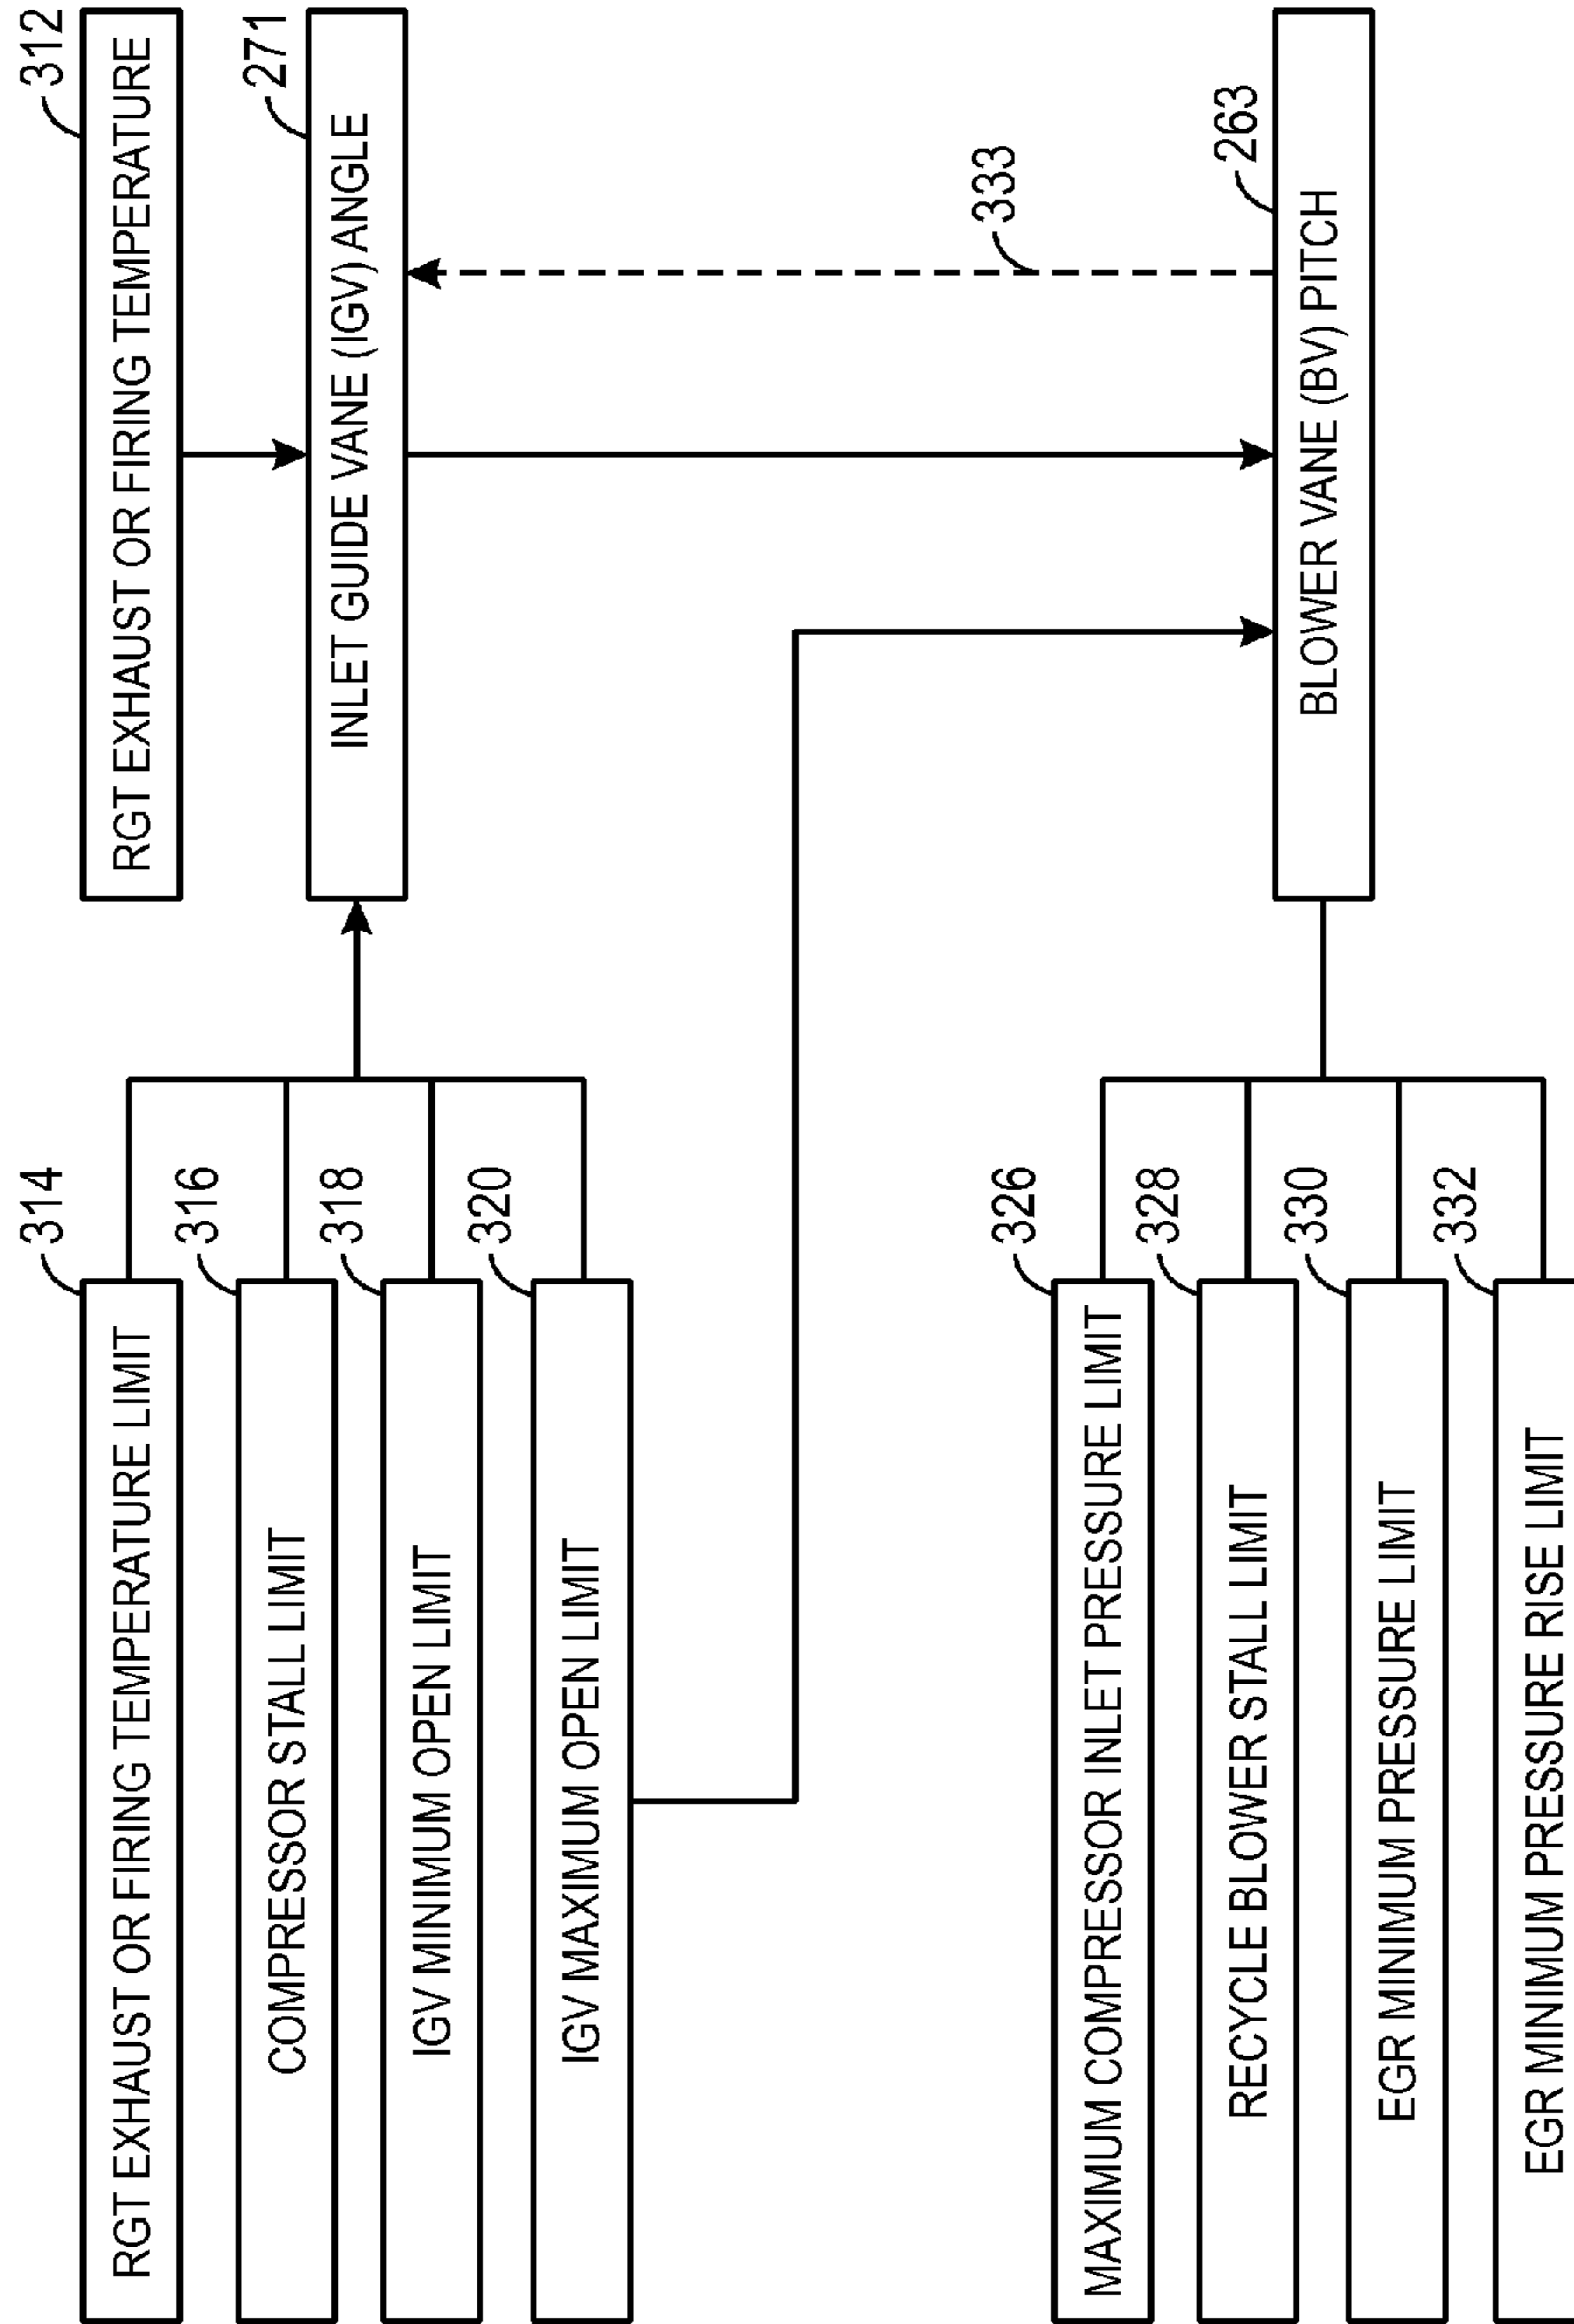 314
RGT EXHAUST OR FIRING TEMPERATURE LIMIT
316
COMPRESSOR STALL LIMIT
318
IGV MINIMUM OPEN LIMIT
320
IGV MAXIMUM OPEN LIMIT
312
RGT EXHAUST OR FIRING TEMPERATURE
271
INLET GUIDE VANE (IGV) ANGLE
333
263
BLOWER VANE (BV) PITCH
326
MAXIMUM COMPRESSOR INLET PRESSURE LIMIT
328
RECYCLE BLOWER STALL LIMIT
330
EGR MINIMUM PRESSURE LIMIT
332
EGR MINIMUM PRESSURE RISE LIMIT